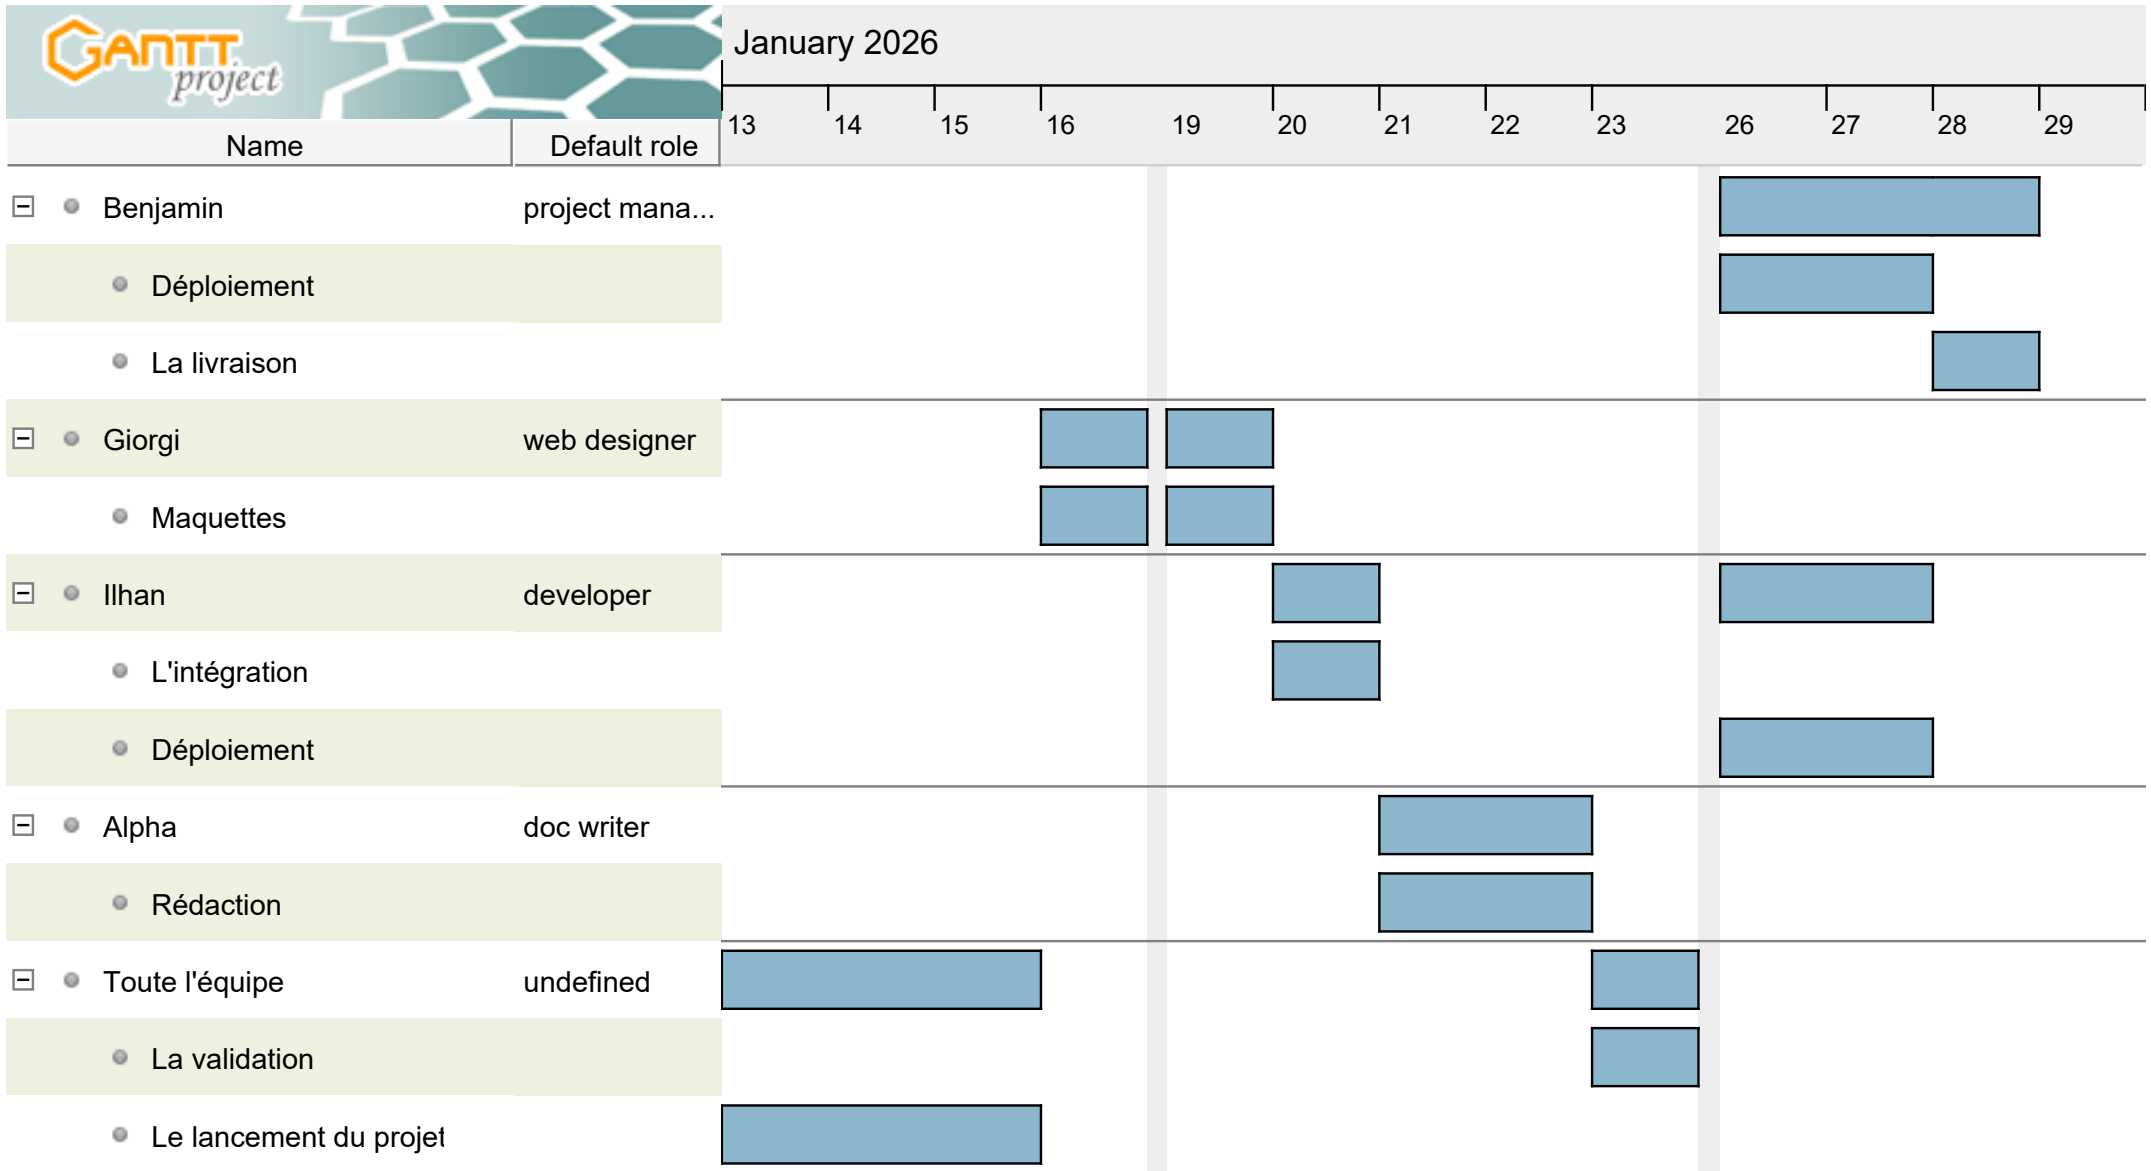 GANTT
project
January 2026
13 14 15 16 19 20 21 22 23 26 27 28 29
Name Default role
Benjamin project mana...
Déploiement
La livraison
Giorgi web designer
Maquettes
Ilhan developer
L'intégration
Déploiement
Alpha doc writer
Rédaction
Toute l'équipe undefined
La validation
Le lancement du projet